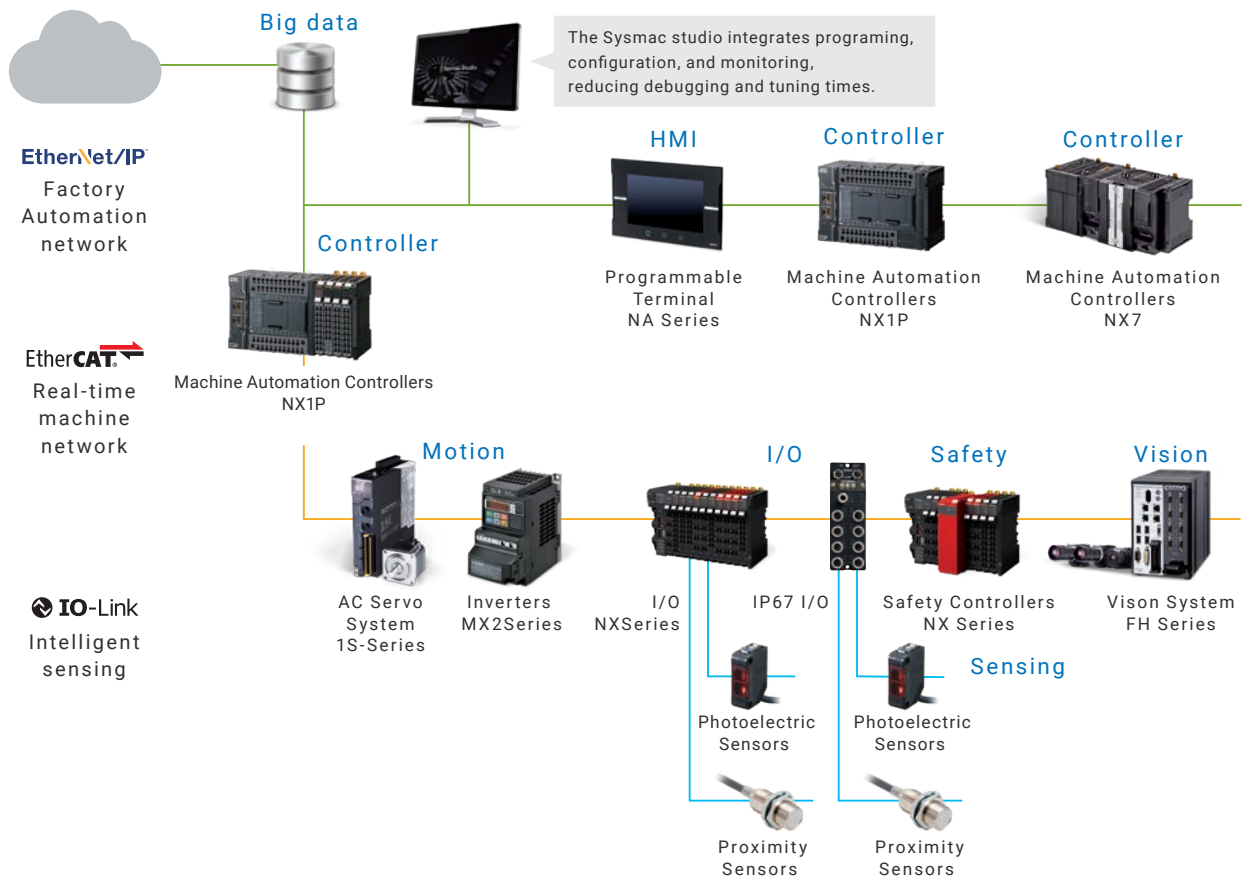 Big data
The Sysmac studio integrates programing,
configuration, and monitoring,
reducing debugging and tuning times.
EtherNet/IP
Factory
Automation
network
HMI
Controller
Controller
Programmable
Terminal
NA Series
Machine Automation
Controllers
NX1P
Machine Automation
Controllers
NX7
Controller
Machine Automation Controllers
NX1P
EtherCAT®
Real-time
machine
network
Motion
I/O
Safety
Vision
AC Servo
System
1S-Series
Inverters
MX2Series
I/O
NXSeries
IP67 I/O
Safety Controllers
NX Series
Vison System
FH Series
IO-Link
Intelligent
sensing
Sensing
Photoelectric
Sensors
Photoelectric
Sensors
Proximity
Sensors
Proximity
Sensors